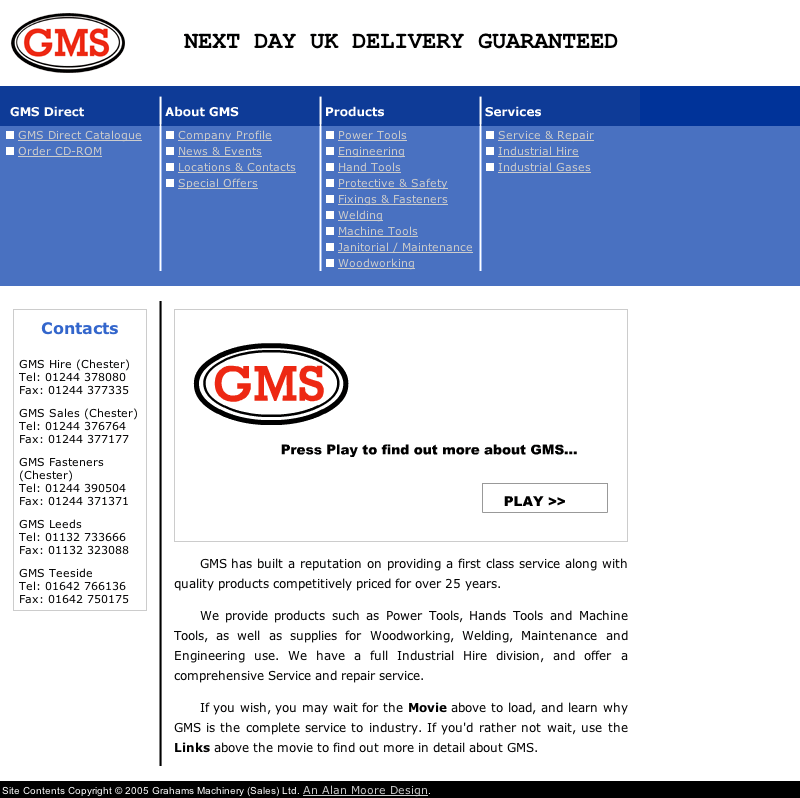 GMS
NEXT DAY UK DELIVERY GUARANTEED
GMS Direct
GMS Direct Catalogue
Order CD-ROM
About GMS
Company Profile
News & Events
Locations & Contacts
Special Offers
Products
Power Tools
Engineering
Hand Tools
Protective & Safety
Fixings & Fasteners
Welding
Machine Tools
Janitorial / Maintenance
Woodworking
Services
Service & Repair
Industrial Hire
Industrial Gases
Contacts
GMS Hire (Chester)
Tel: 01244 378080
Fax: 01244 377335
GMS Sales (Chester)
Tel: 01244 376764
Fax: 01244 377177
GMS Fasteners
(Chester)
Tel: 01244 390504
Fax: 01244 371371
GMS Leeds
Tel: 01132 733666
Fax: 01132 323088
GMS Teeside
Tel: 01642 766136
Fax: 01642 750175
GMS
Press Play to find out more about GMS...
PLAY >>
GMS has built a reputation on providing a first class service along with
quality products competitively priced for over 25 years.
We provide products such as Power Tools, Hands Tools and Machine
Tools, as well as supplies for Woodworking, Welding, Maintenance and
Engineering use. We have a full Industrial Hire division, and offer a
comprehensive Service and repair service.
If you wish, you may wait for the Movie above to load, and learn why
GMS is the complete service to industry. If you'd rather not wait, use the
Links above the movie to find out more in detail about GMS.
Site Contents Copyright © 2005 Grahams Machinery (Sales) Ltd. An Alan Moore Design.